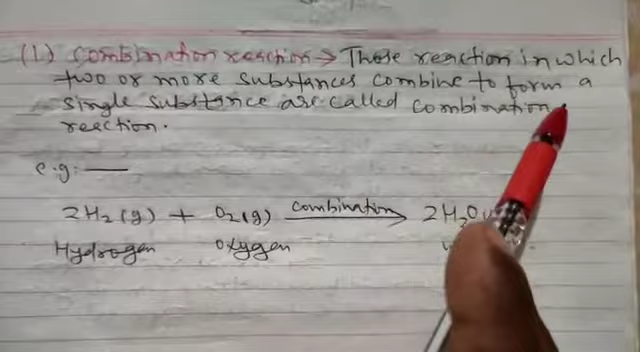 (1) Combination reaction → Those reaction in which
two or more substances combine to form a
single substance are called combination
reaction.
e.g:—
2H₂(g) + O₂(g) combination→ 2H₂O
Hydrogen Oxygen